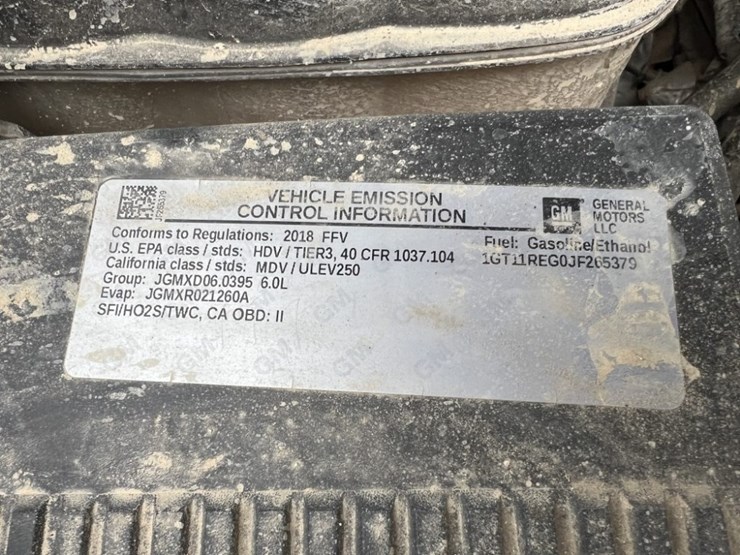 VEHICLE EMISSION
CONTROL INFORMATION
GM
GENERAL
MOTORS
LLC
Conforms to Regulations: 2018 FFV
U.S. EPA class / stds: HDV / TIER3, 40 CFR 1037.104
California class / stds: MDV / ULEV250
Group: JGMXD06.0395 6.0L
Evap: JGMXR021260A
SFI/HO2S/TWC, CA OBD: II
Fuel: Gasoline/Ethanol
1GT11REG0JF265379